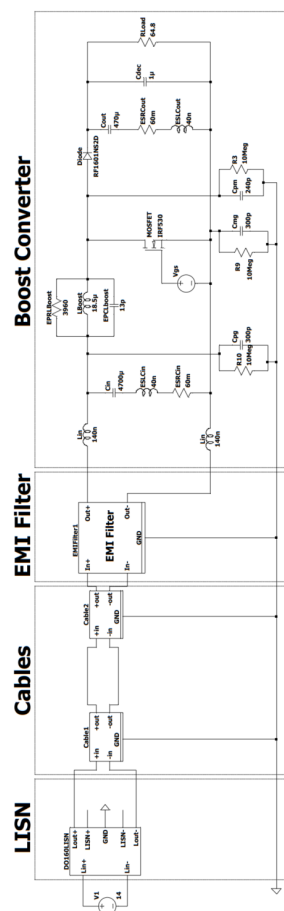 LISN
Cables
EMI Filter
Boost Converter
V1
14
DO160LISN
Lin+
Lin-
Lout+
LISN+
GND
LISN-
Lout-
Cable1
+in
+out
-in
-out
GND
Cable2
+in
+out
-in
-out
GND
EMIFilter1
In+
Out+
EMI Filter
In-
Out-
GND
Lin
140n
Lin
140n
Cin
4700µ
ESLCin
40n
ESRCin
60m
EPRLBoost
3960
LBoost
18.5µ
EPCLboost
13p
Cpg
300p
R10
10Meg
Vgs
MOSFET
IRF530
Cmg
300p
R9
10Meg
Diode
RF1601NS2D
R3
10Meg
Cpm
240p
Cout
470µ
ESRCout
60m
ESLCout
40n
Cdec
1µ
RLoad
64.8